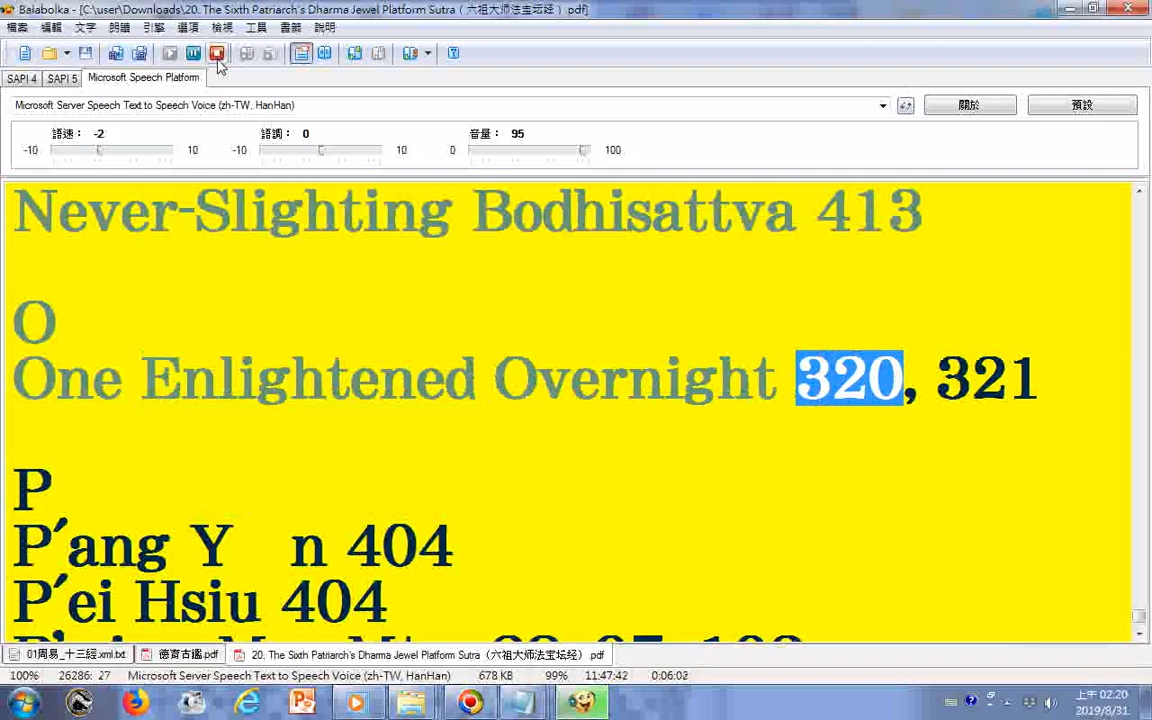 Balabolka - [C:\user\Downloads\20. The Sixth Patriarch's Dharma Jewel Platform Sutra（六祖大师法宝坛经）.pdf]
檔案 編輯 文字 朗讀 引擎 選項 檢視 工具 書籤 說明
SAPI 4 SAPI 5 Microsoft Speech Platform
Microsoft Server Speech Text to Speech Voice (zh-TW, HanHan) 關於 預設
語速： -2 語調： 0 音量： 95
-10 10 -10 10 0 100
Never-Slighting Bodhisattva 413
O
One Enlightened Overnight 320, 321
P
P'ang Y n 404
P'ei Hsiu 404
01周易_十三經.xml.txt 德育古鑑.pdf 20. The Sixth Patriarch's Dharma Jewel Platform Sutra（六祖大师法宝坛经）.pdf
100% 26286: 27 Microsoft Server Speech Text to Speech Voice (zh-TW, HanHan) 678 KB 99% 11:47:42 0:06:02
上午 02:20
2019/8/31